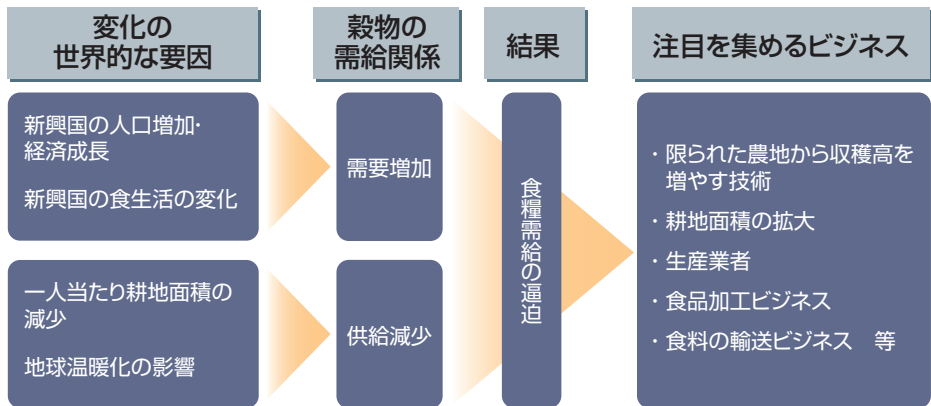 変化の
世界的な要因
穀物の
需給関係
結果
注目を集めるビジネス
新興国の人口増加・
経済成長
新興国の食生活の変化
需要増加
一人当たり耕地面積の
減少
地球温暖化の影響
供給減少
食糧需給の逼迫
・限られた農地から収穫高を
増やす技術
・耕地面積の拡大
・生産業者
・食品加工ビジネス
・食料の輸送ビジネス　等